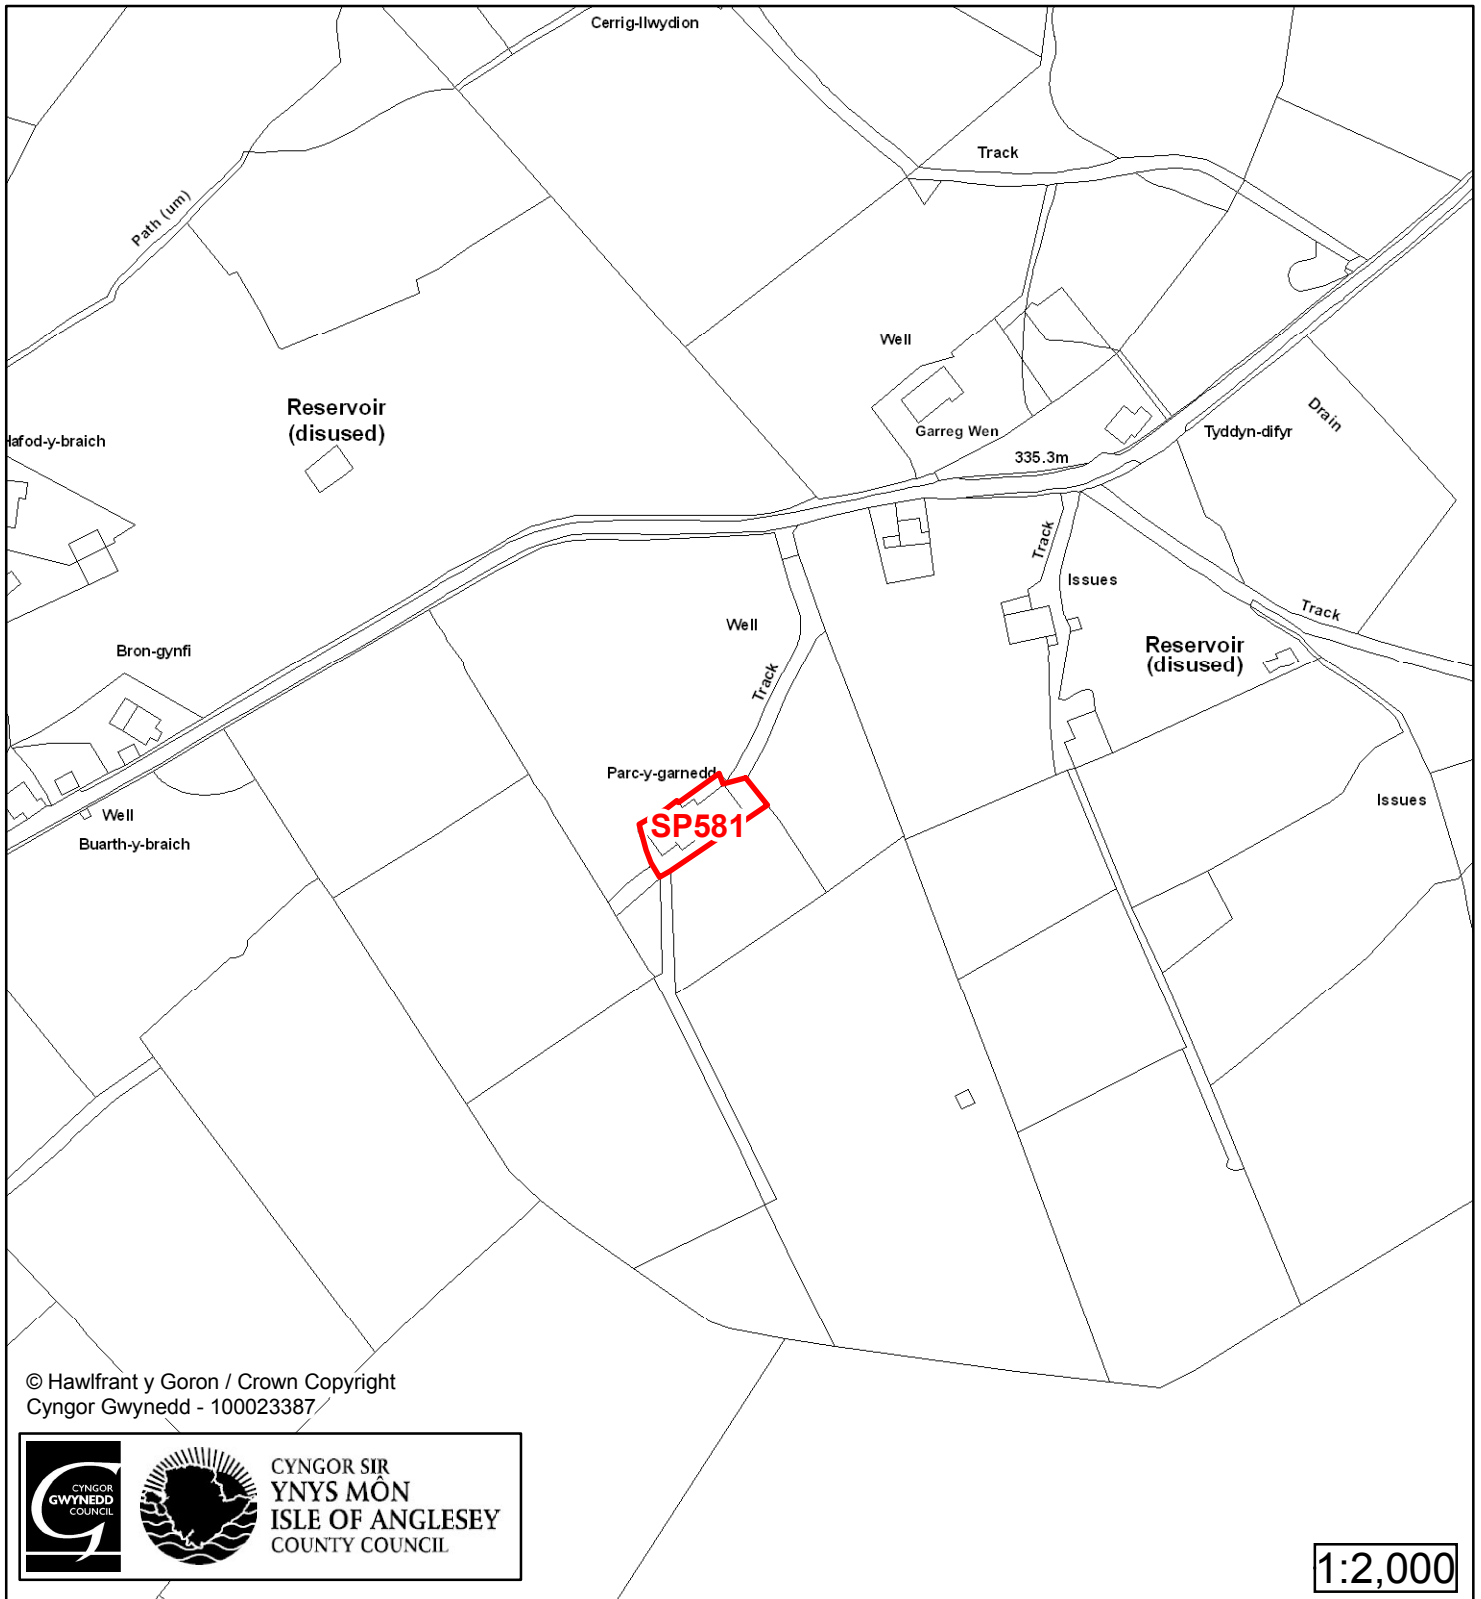 Cerrig-llwydion
Track
Path (um)
Well
Reservoir
(disused)
Hafod-y-braich
Garreg Wen
335.3m
Tyddyn-difyr
Drain
Track
Issues
Track
Well
Reservoir
(disused)
Bron-gynfi
Track
Parc-y-garnedd
SP581
Issues
Well
Buarth-y-braich
© Hawlfrant y Goron / Crown Copyright
Cyngor Gwynedd - 100023387
CYNGOR
GWYNEDD
COUNCIL
CYNGOR SIR
YNYS MÔN
ISLE OF ANGLESEY
COUNTY COUNCIL
1:2,000